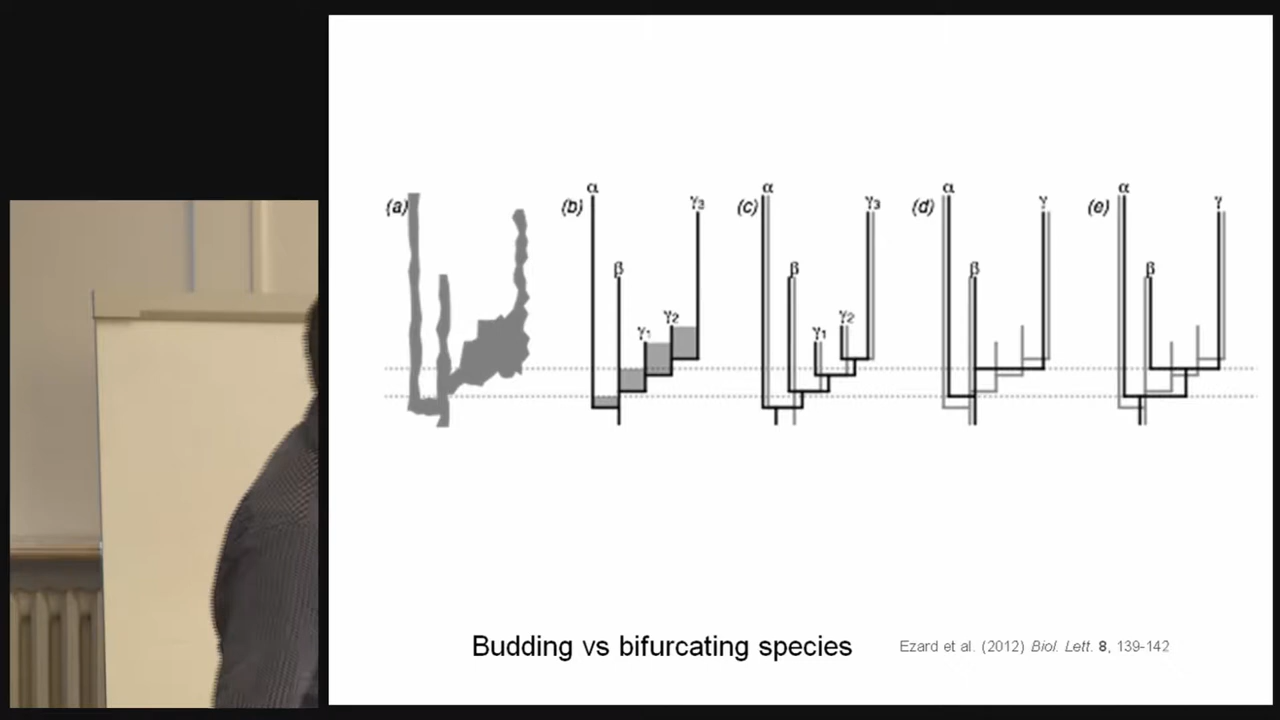 α α α α
(a) (b) γ3 (c) γ3 (d) γ (e) γ
β β β β
γ1 γ2 γ1 γ2
Budding vs bifurcating species
Ezard et al. (2012) Biol. Lett. 8, 139-142